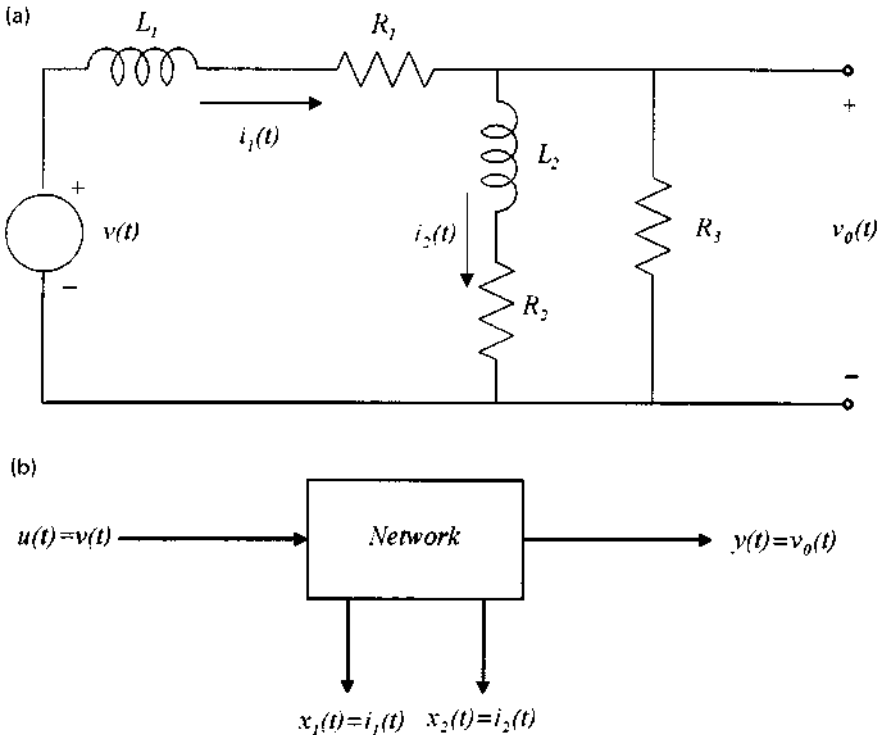 (a)
L₁
R₁
i₁(t)
L₂
+
v(t)
−
i₂(t)
R₂
R₃
+
v₀(t)
−
(b)
u(t)=v(t)
Network
y(t)=v₀(t)
x₁(t)=i₁(t) x₂(t)=i₂(t)